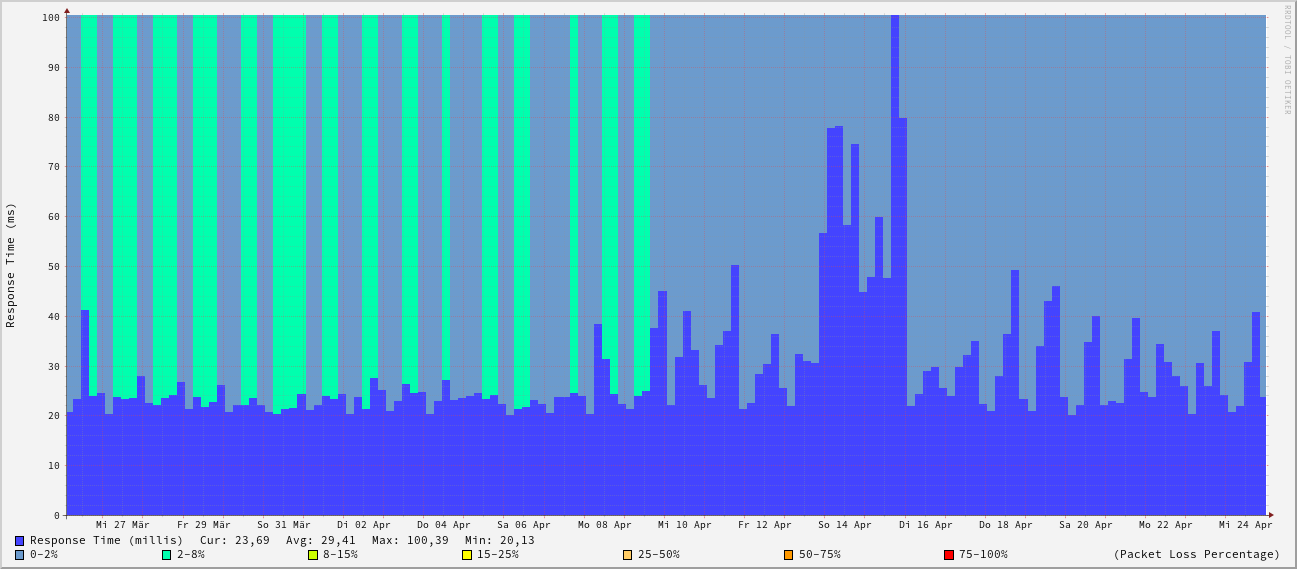 RRDTOOL / TOBI OETIKER
Response Time (ms)
100
90
80
70
60
50
40
30
20
10
0
Mi 27 Mär Fr 29 Mär So 31 Mär Di 02 Apr Do 04 Apr Sa 06 Apr Mo 08 Apr Mi 10 Apr Fr 12 Apr So 14 Apr Di 16 Apr Do 18 Apr Sa 20 Apr Mo 22 Apr Mi 24 Apr
Response Time (millis) Cur: 23,69 Avg: 29,41 Max: 100,39 Min: 20,13
0-2% 2-8% 8-15% 15-25% 25-50% 50-75% 75-100% (Packet Loss Percentage)